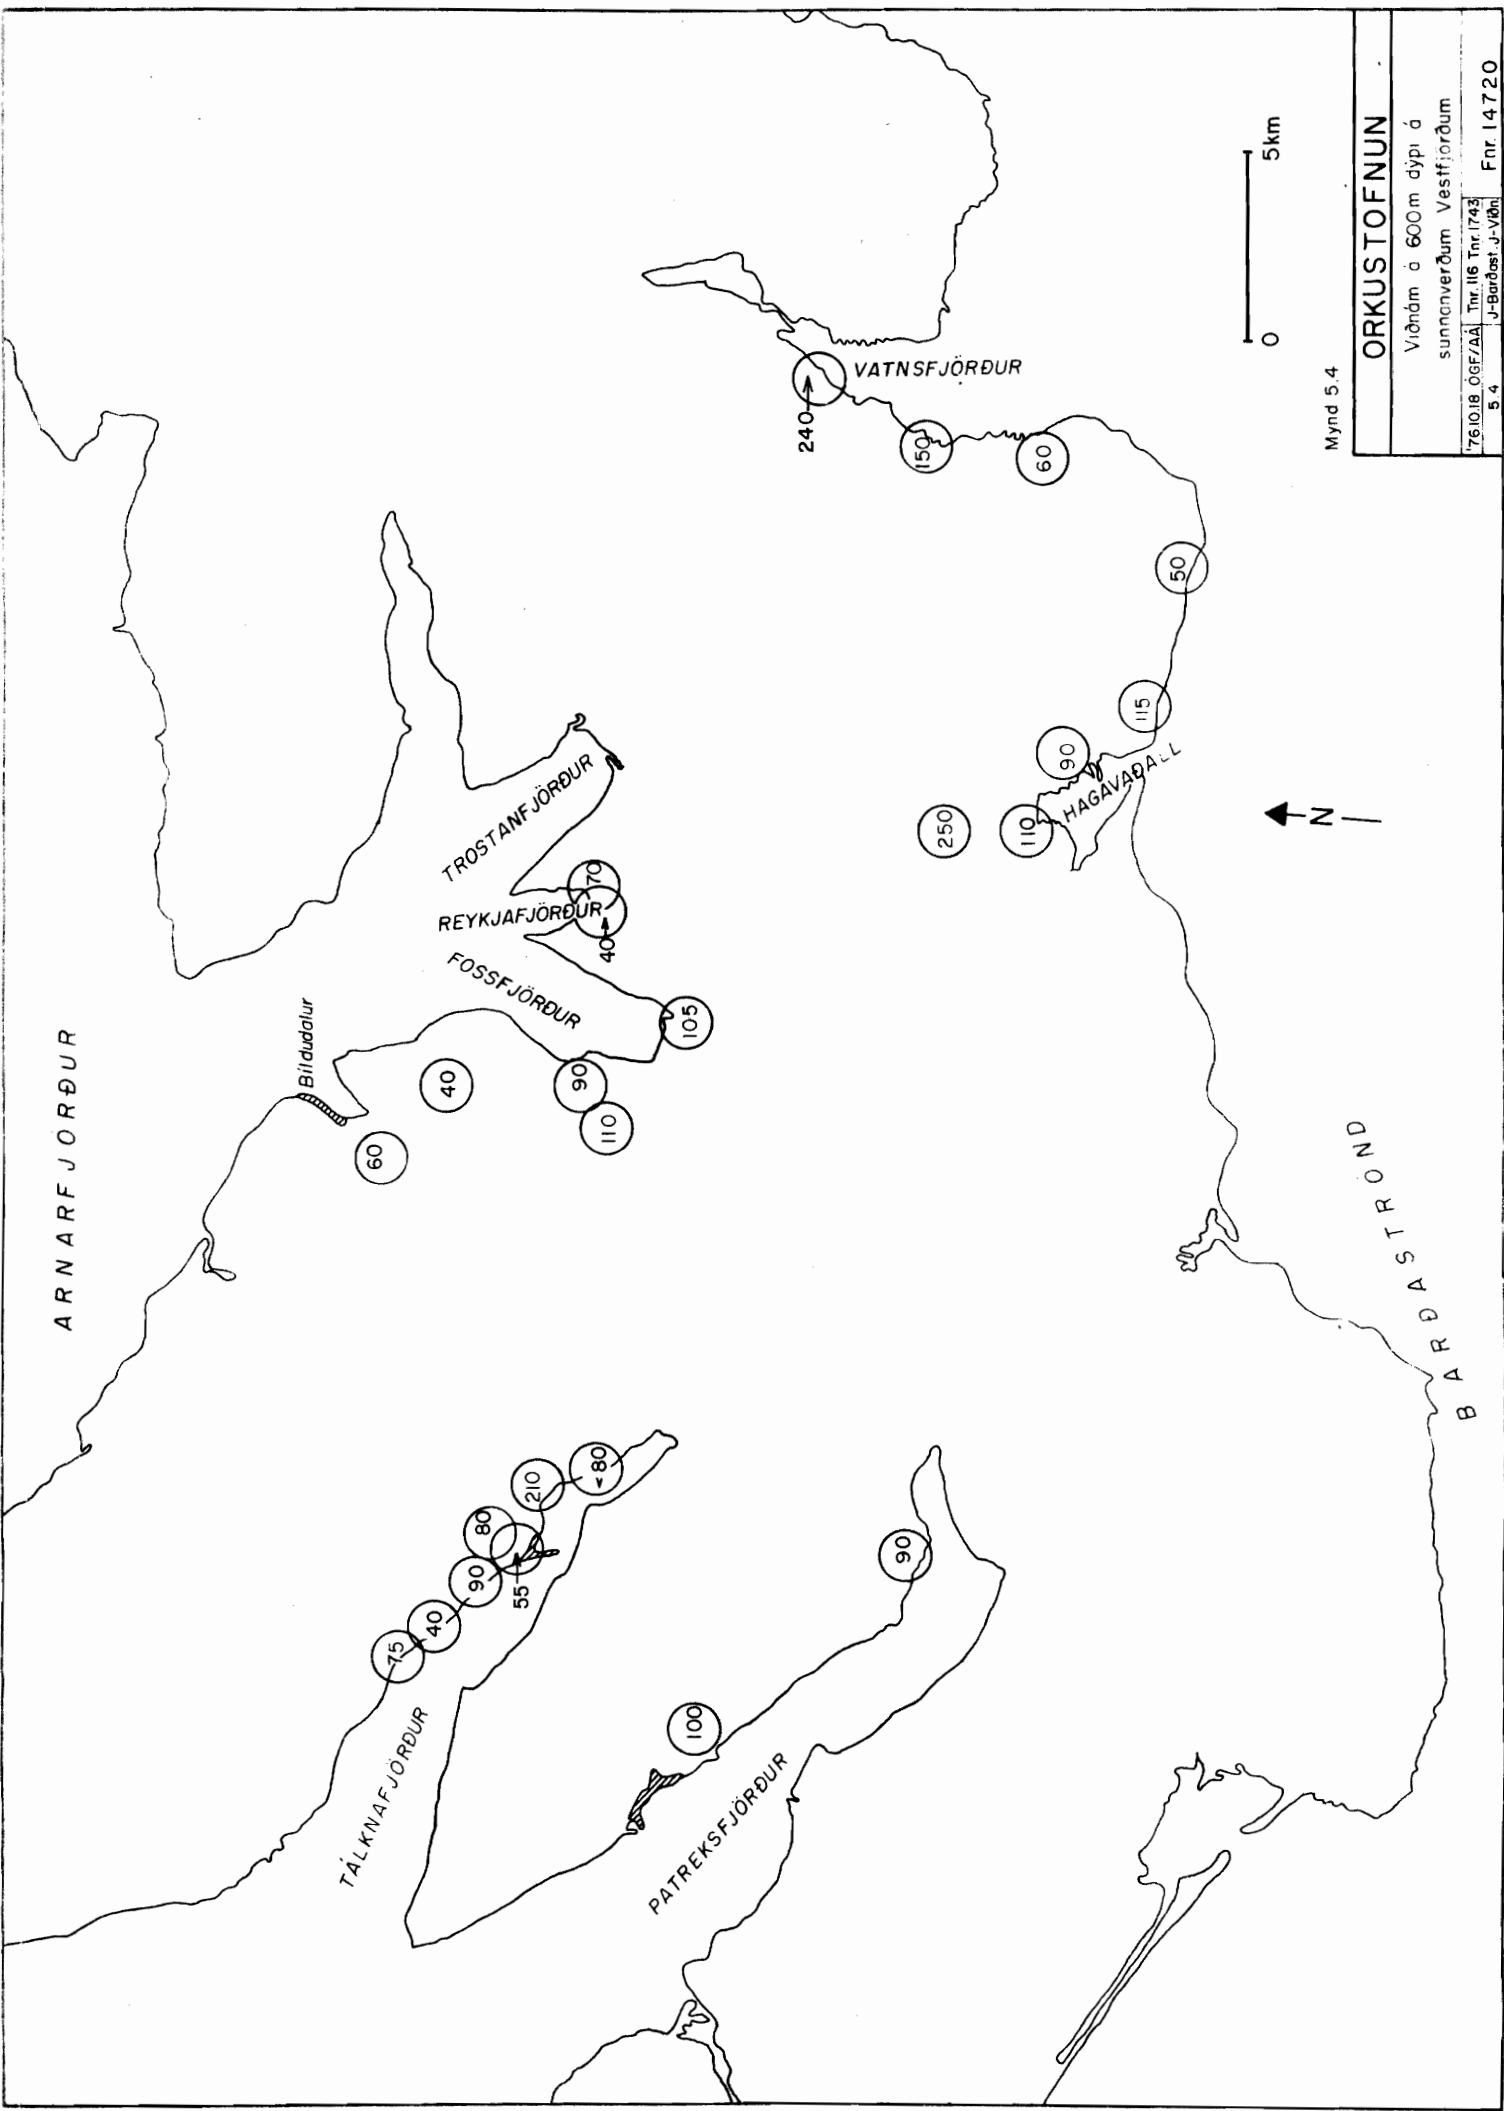 ARNARFJÖRÐUR
Bíldudalur
TROSTANFJÖRÐUR
REYKJAFJÖRÐUR
FOSSFJÖRÐUR
TÁLKNAFJÖRÐUR
PATREKSFJÖRÐUR
VATNSFJÖRÐUR
HAGAVAÐALL
BARÐASTRÖND
75
40
90
80
55
210
<80
100
90
60
40
90
110
105
40
70
250
110
90
115
50
60
150
240
N
0
5km
Mynd 5.4
ORKUSTOFNUN
Viðnám á 600m dýpi á
sunnanverðum Vestfjörðum
'76.10.18 ÓGF/AA Tnr. 116 Tnr. 1743
5.4 J-Barðast. J-Viðn
Fnr. 14720